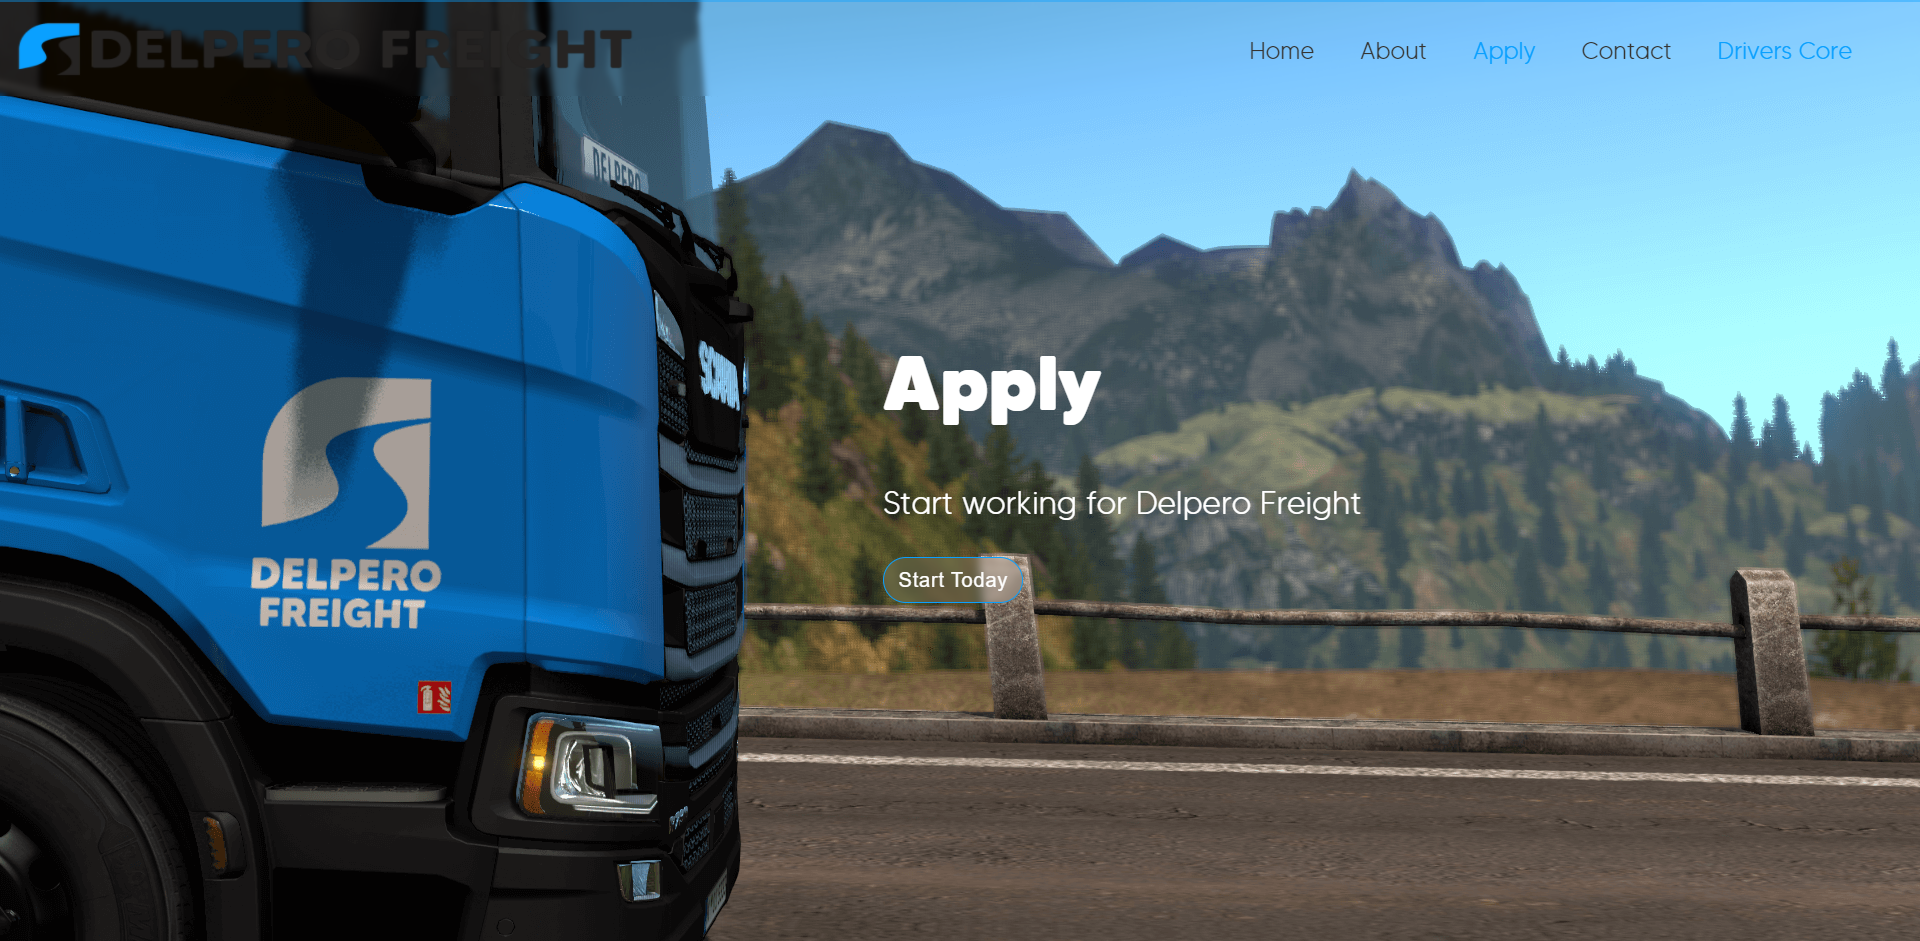 DELPERO FREIGHT
Home About Apply Contact Drivers Core
DELPERO
SCANIA
Apply
Start working for Delpero Freight
Start Today
DELPERO
FREIGHT